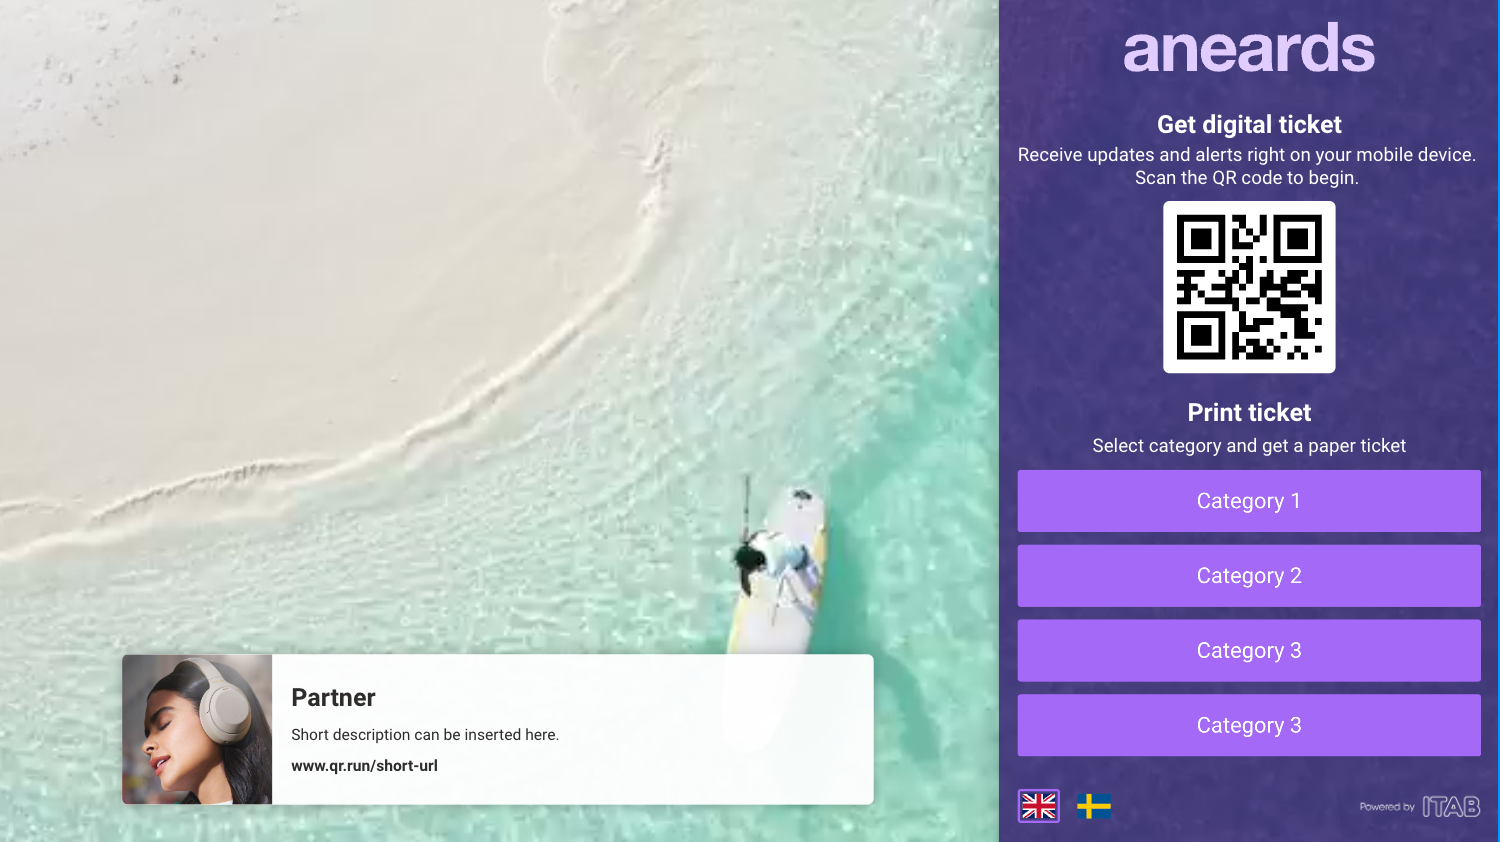 aneards
Get digital ticket
Receive updates and alerts right on your mobile device.
Scan the QR code to begin.
Print ticket
Select category and get a paper ticket
Category 1
Category 2
Category 3
Category 3
Powered by ITAB
Partner
Short description can be inserted here.
www.qr.run/short-url